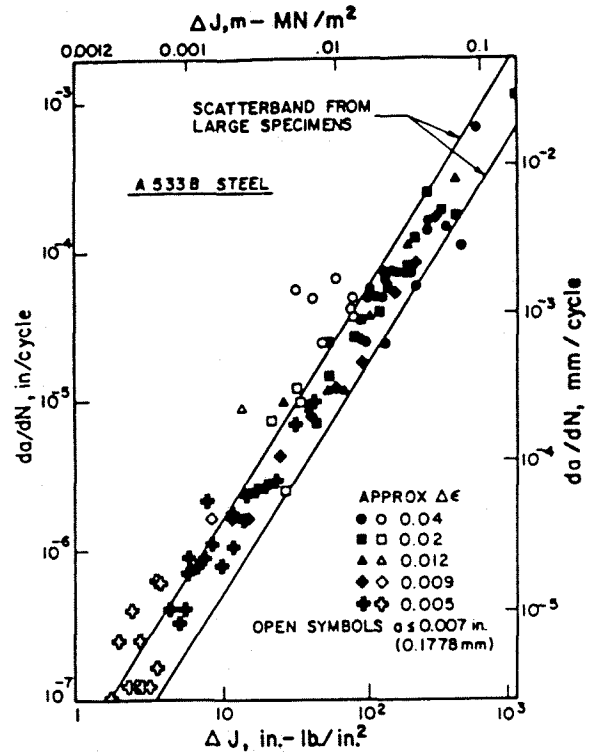 ΔJ, m - MN/m²
0.0012 0.001 .01 0.1
SCATTERBAND FROM
LARGE SPECIMENS
A 533B STEEL
10⁻³
10⁻⁴
10⁻⁵
10⁻⁶
10⁻⁷
da/dN, in/cycle
10⁻²
10⁻³
10⁻⁴
10⁻⁵
da/dN, mm/cycle
APPROX Δϵ
0.04
0.02
0.012
0.009
0.005
OPEN SYMBOLS a ≤ 0.007 in.
(0.1778mm)
1 10 10² 10³
ΔJ, in.-lb./in.²